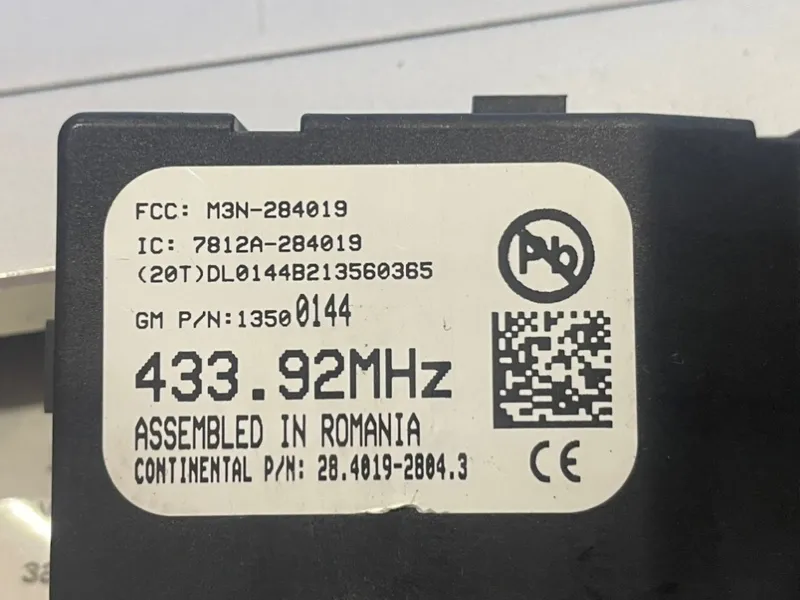 FCC: M3N-284019
IC: 7812A-284019
(20T)DL0144B213560365
GM P/N:13500144
433.92MHz
ASSEMBLED IN ROMANIA
CONTINENTAL P/N: 28.4019-2804.3
Pb
CE